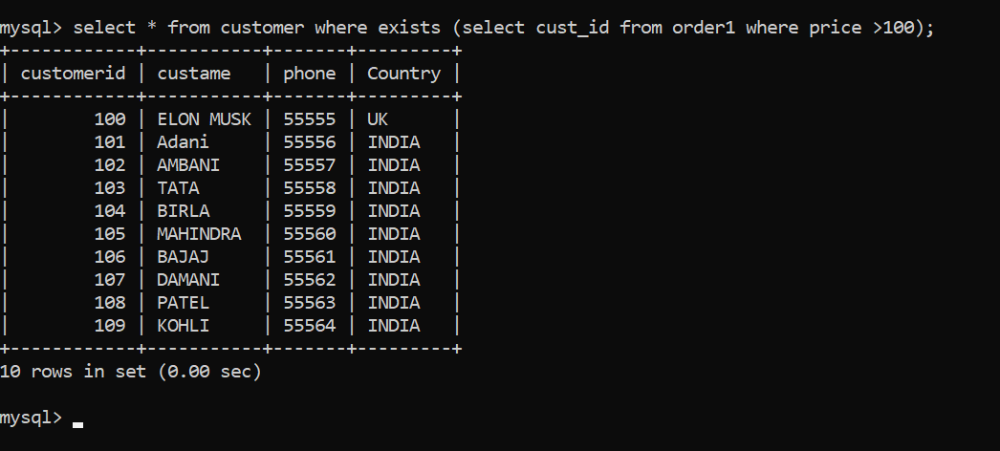 mysql> select * from customer where exists (select cust_id from order1 where price >100);
+------------+-----------+-------+---------+
| customerid | custame   | phone | Country |
+------------+-----------+-------+---------+
|        100 | ELON MUSK | 55555 | UK      |
|        101 | Adani     | 55556 | INDIA   |
|        102 | AMBANI    | 55557 | INDIA   |
|        103 | TATA      | 55558 | INDIA   |
|        104 | BIRLA     | 55559 | INDIA   |
|        105 | MAHINDRA  | 55560 | INDIA   |
|        106 | BAJAJ     | 55561 | INDIA   |
|        107 | DAMANI    | 55562 | INDIA   |
|        108 | PATEL     | 55563 | INDIA   |
|        109 | KOHLI     | 55564 | INDIA   |
+------------+-----------+-------+---------+
10 rows in set (0.00 sec)
mysql>